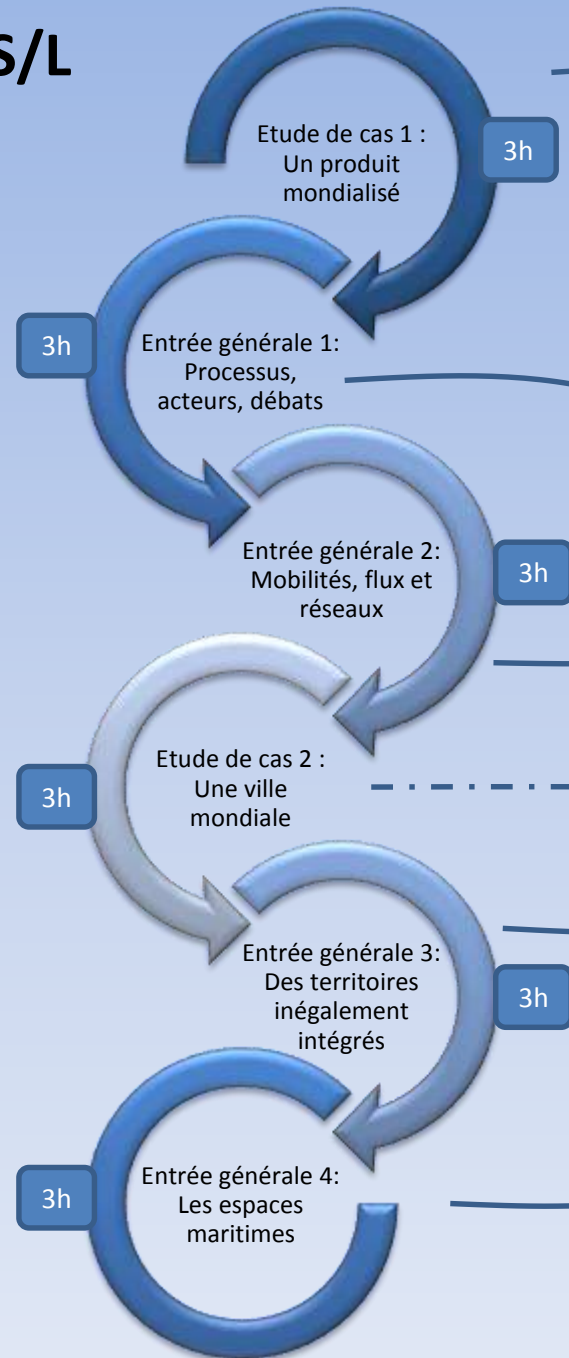 S/L
Etude de cas 1 :
Un produit
mondialisé
3h
Entrée générale 1:
Processus,
acteurs, débats
3h
Entrée générale 2:
Mobilités, flux et
réseaux
3h
Etude de cas 2 :
Une ville
mondiale
3h
Entrée générale 3:
Des territoires
inégalement
intégrés
3h
Entrée générale 4:
Les espaces
maritimes
3h